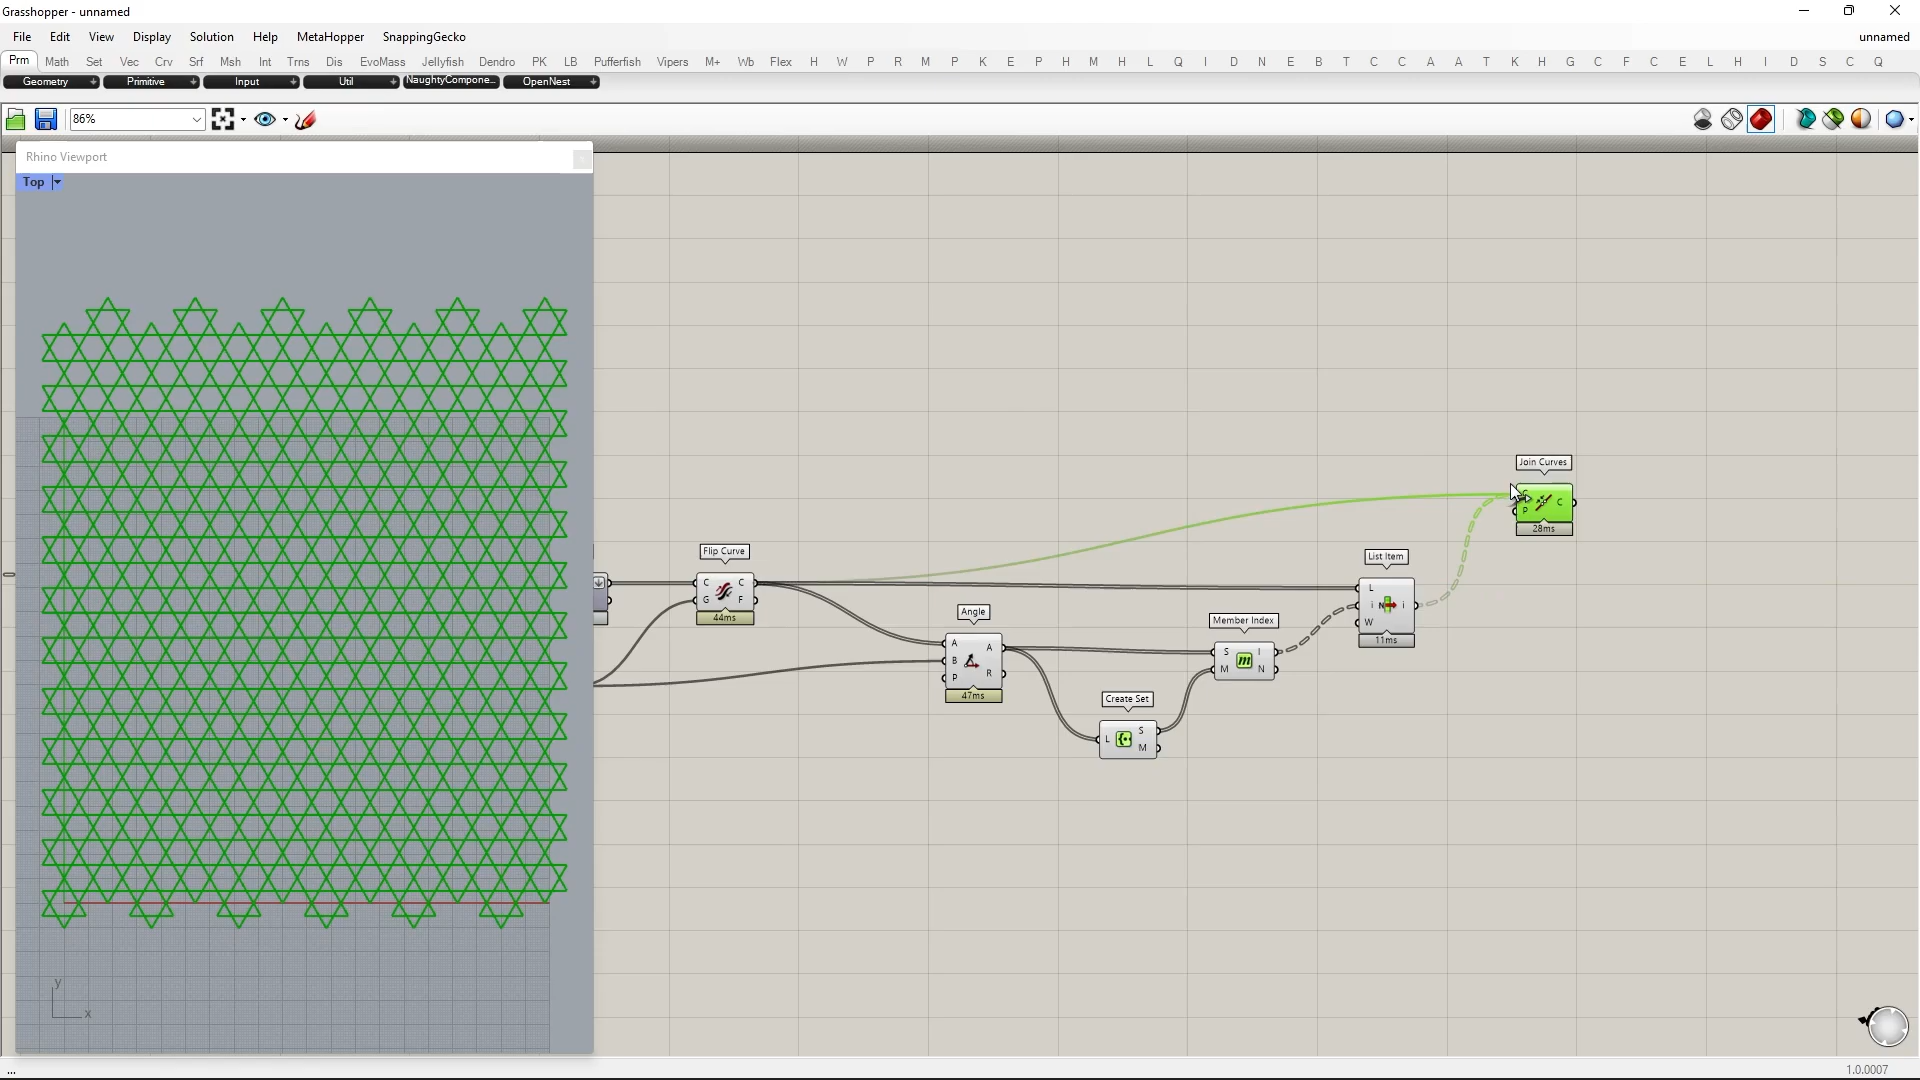 Grasshopper - unnamed
File Edit View Display Solution Help MetaHopper SnappingGecko unnamed
Prm Math Set Vec Crv Srf Msh Int Trns Dis EvoMass Jellyfish Dendro PK LB Pufferfish Vipers M+ Wb Flex H W P R M P K E P H M H L Q I D N E B T C C A A T K H G C F C E L H I D S C Q
Geometry Primitive Input Util NaughtyCompone... OpenNest
86%
Rhino Viewport
Top
Join Curves
C
P C
28ms
Flip Curve
C C
G F
44ms
List Item
L
i N i
W
11ms
Angle
A A
B
P R
47ms
Member Index
S I
M m N
Create Set
L S
M
y
x
...
1.0.0007